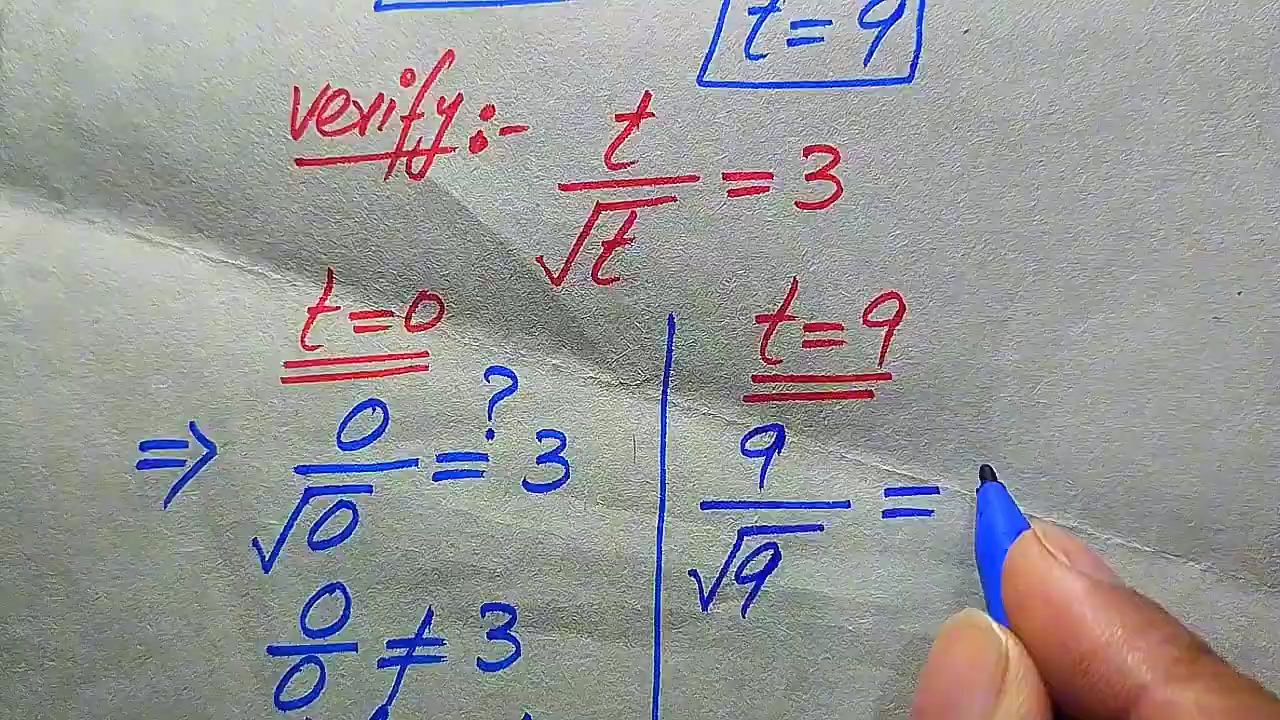 t = 9
verify :- t/√t = 3
t = 0
t = 9
⇒ 0/√0 =? 3
9/√9 =
0/0 ≠ 3